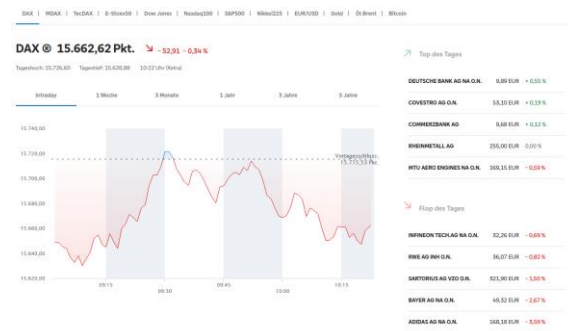 DAX | MDAX | TecDAX | E-Stoxx50 | Dow Jones | Nasdaq100 | S&P500 | Nikkei225 | EUR/USD | Gold | Öl Brent | Bitcoin
DAX ® 15.662,62 Pkt. - 52,91 - 0,34 %
Tageshoch: 15.726,60 Tagestief: 15.628,88 10:22 Uhr (Xetra)
Intraday 1 Woche 3 Monate 1 Jahr 3 Jahre 5 Jahre
15.740,00
15.720,00
Vortagesschluss
15.715,53 Pkt.
15.700,00
15.680,00
15.660,00
15.640,00
15.620,00
09:15 09:30 09:45 10:00 10:15
Top des Tages
DEUTSCHE BANK AG NA O.N. 9,89 EUR + 0,55 %
COVESTRO AG O.N. 53,10 EUR + 0,19 %
COMMERZBANK AG 9,68 EUR + 0,12 %
RHEINMETALL AG 255,00 EUR 0,00 %
MTU AERO ENGINES NA O.N. 169,15 EUR - 0,50 %
Flop des Tages
INFINEON TECH.AG NA O.N. 32,26 EUR - 0,69 %
RWE AG INH O.N. 36,07 EUR - 0,82 %
SARTORIUS AG VZO O.N. 321,90 EUR - 1,50 %
BAYER AG NA O.N. 49,32 EUR - 2,67 %
ADIDAS AG NA O.N. 168,18 EUR - 3,59 %